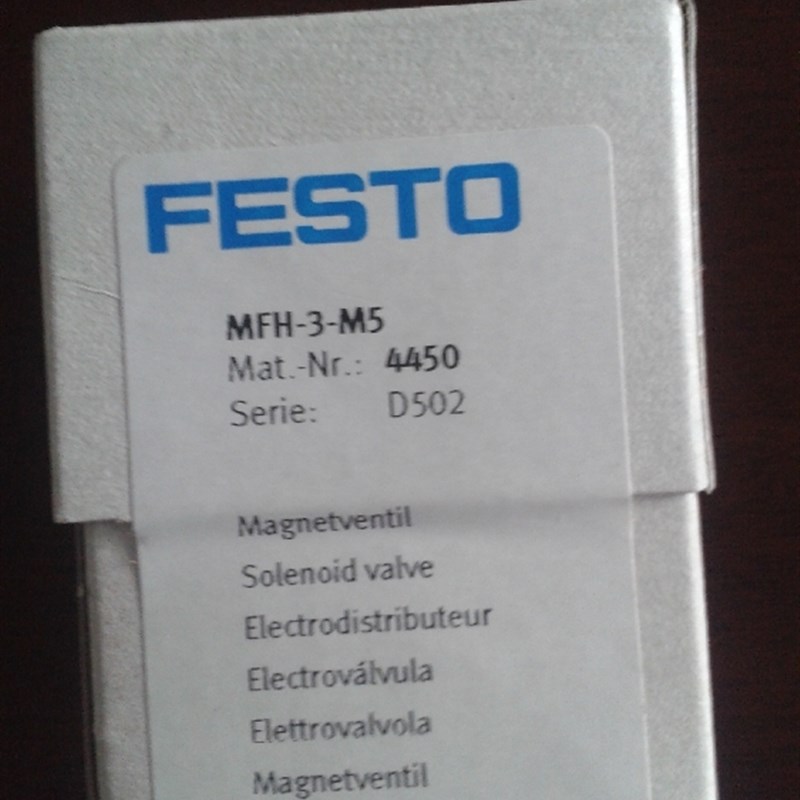 FESTO
MFH-3-M5
Mat.-Nr.: 4450
Serie: D502
Magnetventil
Solenoid valve
Electrodistributeur
Electroválvula
Elettrovalvola
Magnetventil